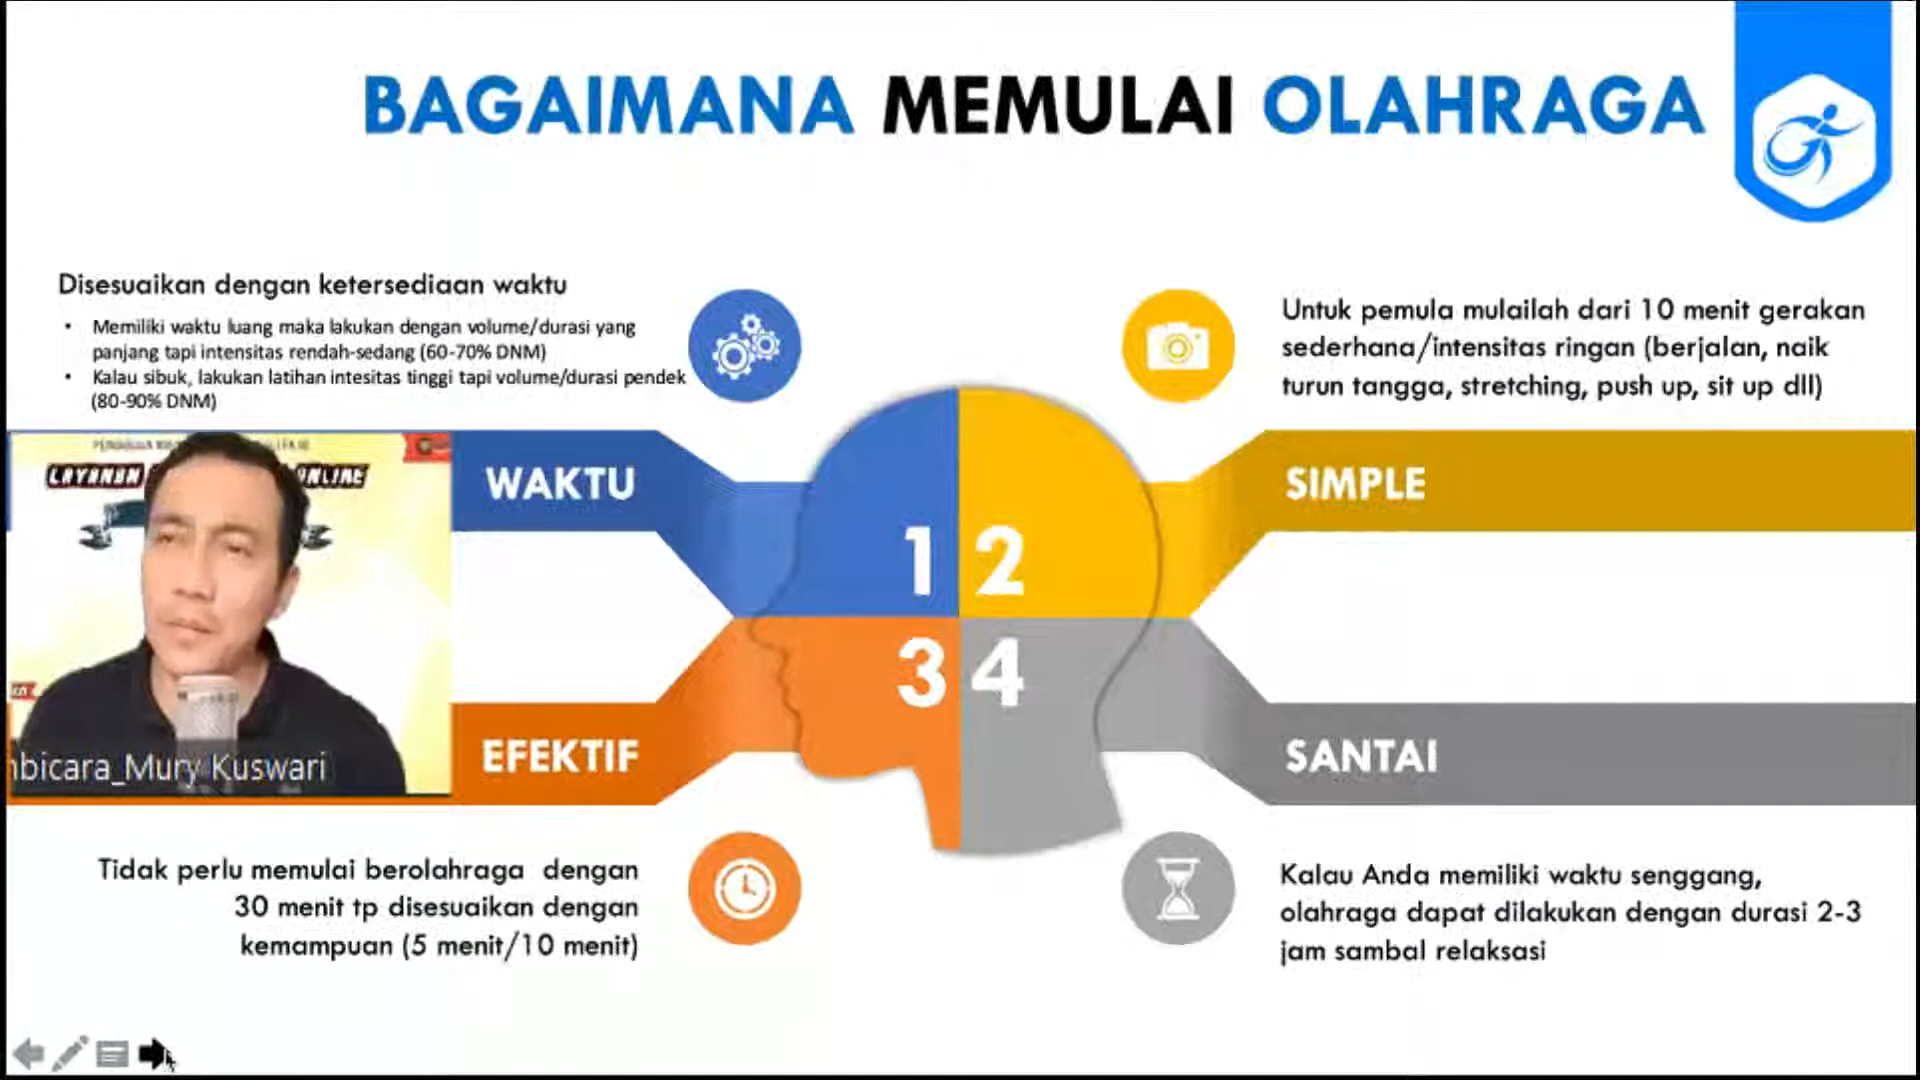 BAGAIMANA MEMULAI OLAHRAGA
Disesuaikan dengan ketersediaan waktu
• Memiliki waktu luang maka lakukan dengan volume/durasi yang
panjang tapi intensitas rendah-sedang (60-70% DNM)
• Kalau sibuk, lakukan latihan intesitas tinggi tapi volume/durasi pendek
(80-90% DNM)
Untuk pemula mulailah dari 10 menit gerakan
sederhana/intensitas ringan (berjalan, naik
turun tangga, stretching, push up, sit up dll)
LAYANAN
WAKTU
SIMPLE
1 2
3 4
EFEKTIF
SANTAI
bicara_Mury Kuswari
Tidak perlu memulai berolahraga dengan
30 menit tp disesuaikan dengan
kemampuan (5 menit/10 menit)
Kalau Anda memiliki waktu senggang,
olahraga dapat dilakukan dengan durasi 2-3
jam sambal relaksasi